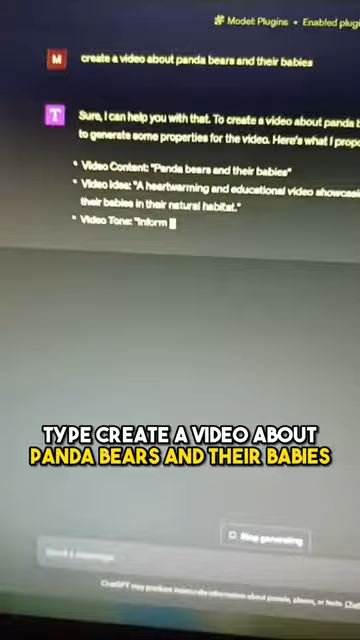 Model: Plugins • Enabled plugi
M
create a video about panda bears and their babies
T
Sure, I can help you with that. To create a video about panda b
to generate some properties for the video. Here's what I propo
• Video Content: "Panda bears and their babies"
• Video Idea: "A heartwarming and educational video showcasi
their babies in their natural habitat."
• Video Tone: "Inform
TYPE CREATE A VIDEO ABOUT
PANDA BEARS AND THEIR BABIES
Stop generating
Send a message
ChatGPT may produce inaccurate information about people, places, or facts